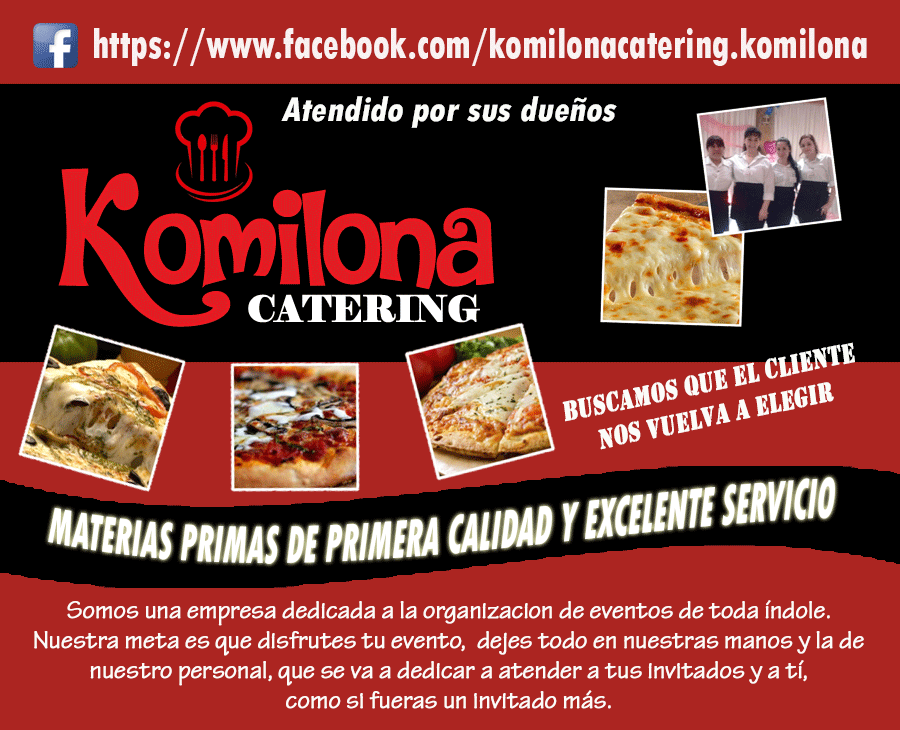 https://www.facebook.com/komilonacatering.komilona
Atendido por sus dueños
Komilona
CATERING
BUSCAMOS QUE EL CLIENTE
NOS VUELVA A ELEGIR
MATERIAS PRIMAS DE PRIMERA CALIDAD Y EXCELENTE SERVICIO
Somos una empresa dedicada a la organizacion de eventos de toda índole.
Nuestra meta es que disfrutes tu evento, dejes todo en nuestras manos y la de
nuestro personal, que se va a dedicar a atender a tus invitados y a tí,
como si fueras un invitado más.